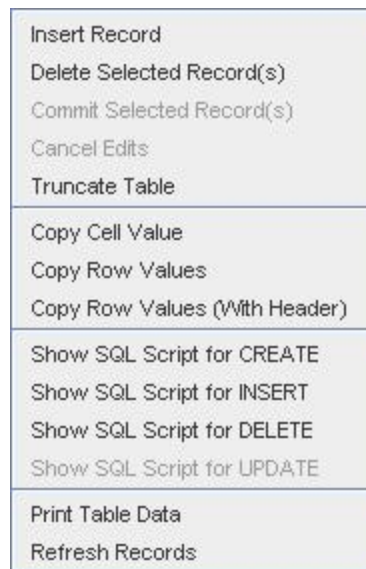 Insert Record
Delete Selected Record(s)
Commit Selected Record(s)
Cancel Edits
Truncate Table
Copy Cell Value
Copy Row Values
Copy Row Values (With Header)
Show SQL Script for CREATE
Show SQL Script for INSERT
Show SQL Script for DELETE
Show SQL Script for UPDATE
Print Table Data
Refresh Records